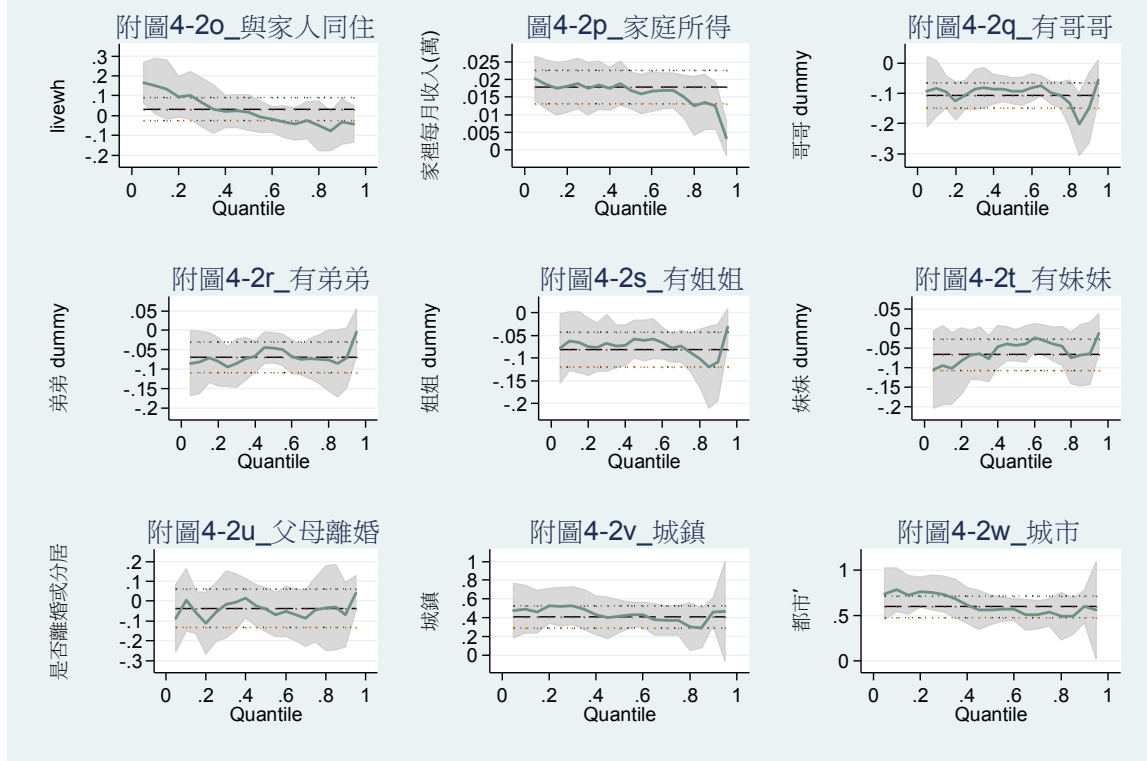 附圖4-2o_與家人同住
livewh
.3
.2
.1
0
-.1
-.2
0 .2 .4 .6 .8 1
Quantile
圖4-2p_家庭所得
家裡每月收入(萬)
.025
.02
.015
.01
.005
0
0 .2 .4 .6 .8 1
Quantile
附圖4-2q_有哥哥
哥哥 dummy
0
-.1
-.2
-.3
0 .2 .4 .6 .8 1
Quantile
附圖4-2r_有弟弟
弟弟 dummy
.05
0
-.05
-.1
-.15
-.2
0 .2 .4 .6 .8 1
Quantile
附圖4-2s_有姐姐
姐姐 dummy
0
-.05
-.1
-.15
-.2
0 .2 .4 .6 .8 1
Quantile
附圖4-2t_有妹妹
妹妹 dummy
.05
0
-.05
-.1
-.15
-.2
0 .2 .4 .6 .8 1
Quantile
附圖4-2u_父母離婚
是否離婚或分居
.2
.1
0
-.1
-.2
-.3
0 .2 .4 .6 .8 1
Quantile
附圖4-2v_城鎮
城鎮
1
.8
.6
.4
.2
0
0 .2 .4 .6 .8 1
Quantile
附圖4-2w_城市
都市'
1
.5
0
0 .2 .4 .6 .8 1
Quantile